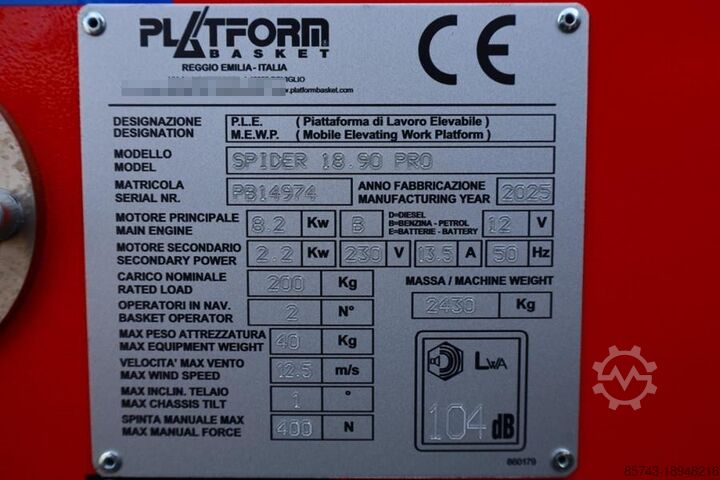 PLATFORM
BASKET
REGGIO EMILIA - ITALIA
www.platformbasket.com
CE
DESIGNAZIONE P.L.E. ( Piattaforma di Lavoro Elevabile )
DESIGNATION M.E.W.P. ( Mobile Elevating Work Platform )
MODELLO
MODEL SPIDER 18.90 PRO
MATRICOLA
SERIAL NR. PB14974 ANNO FABBRICAZIONE
MANUFACTURING YEAR 2025
MOTORE PRINCIPALE
MAIN ENGINE 8.2 Kw B D=DIESEL
B=BENZINA - PETROL
E=BATTERIE - BATTERY 12 V
MOTORE SECONDARIO
SECONDARY POWER 2.2 Kw 230 V 13.5 A 50 Hz
CARICO NOMINALE
RATED LOAD 200 Kg
MASSA / MACHINE WEIGHT
2430 Kg
OPERATORI IN NAV.
BASKET OPERATOR 2 N°
MAX PESO ATTREZZATURA
MAX EQUIPMENT WEIGHT 40 Kg
VELOCITA' MAX VENTO
MAX WIND SPEED 12.5 m/s
MAX INCLIN. TELAIO
MAX CHASSIS TILT 1 °
SPINTA MANUALE MAX
MAX MANUAL FORCE 400 N
LWA
104 dB
860179
85743-18948216